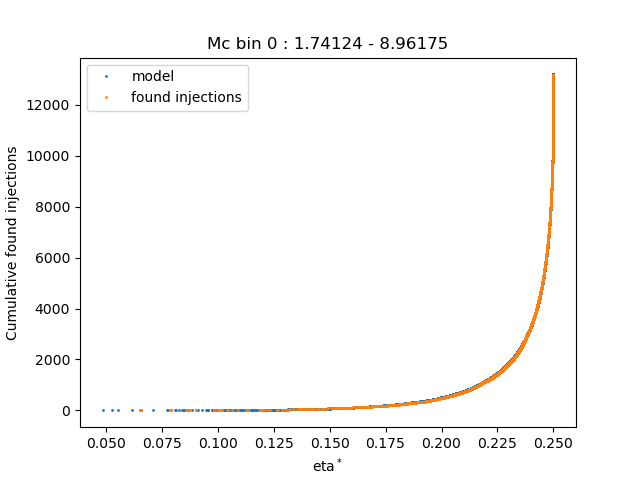 Mc bin 0 : 1.74124 - 8.96175
model
found injections
Cumulative found injections
12000
10000
8000
6000
4000
2000
0
0.050 0.075 0.100 0.125 0.150 0.175 0.200 0.225 0.250
eta*